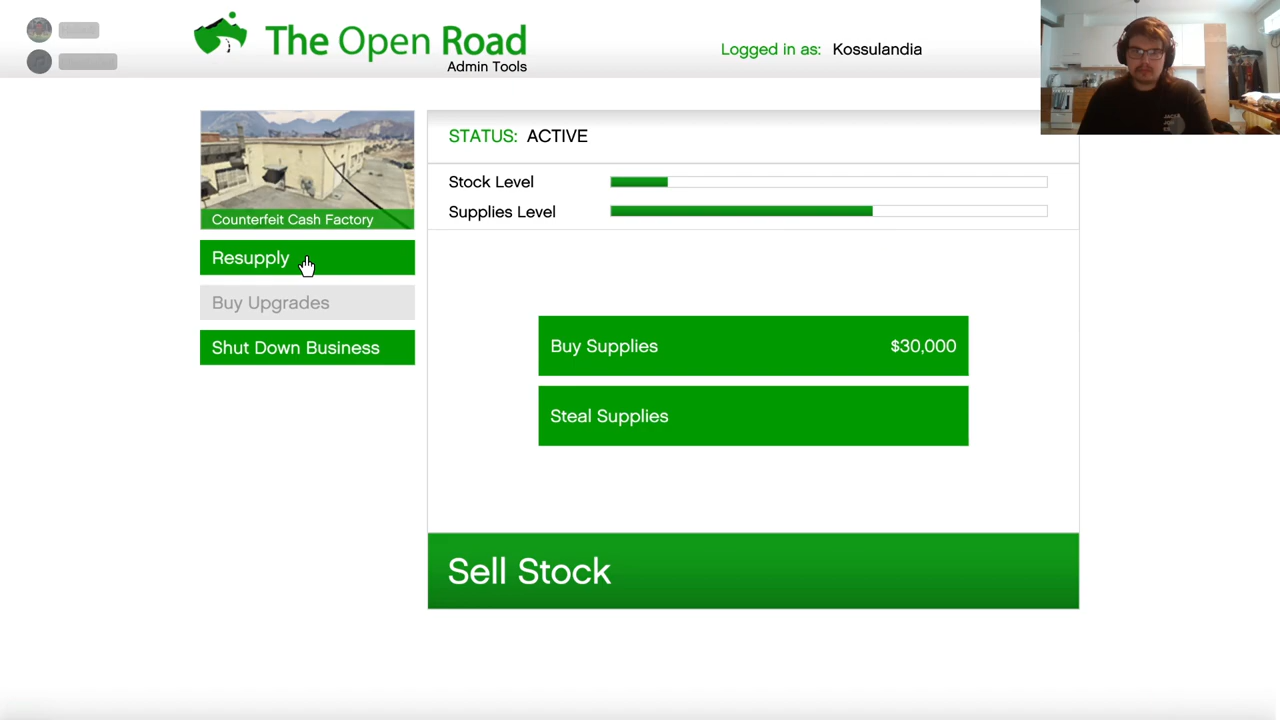 The Open Road
Admin Tools
Logged in as: Kossulandia
Counterfeit Cash Factory
Resupply
Buy Upgrades
Shut Down Business
STATUS: ACTIVE
Stock Level
Supplies Level
Buy Supplies $30,000
Steal Supplies
Sell Stock